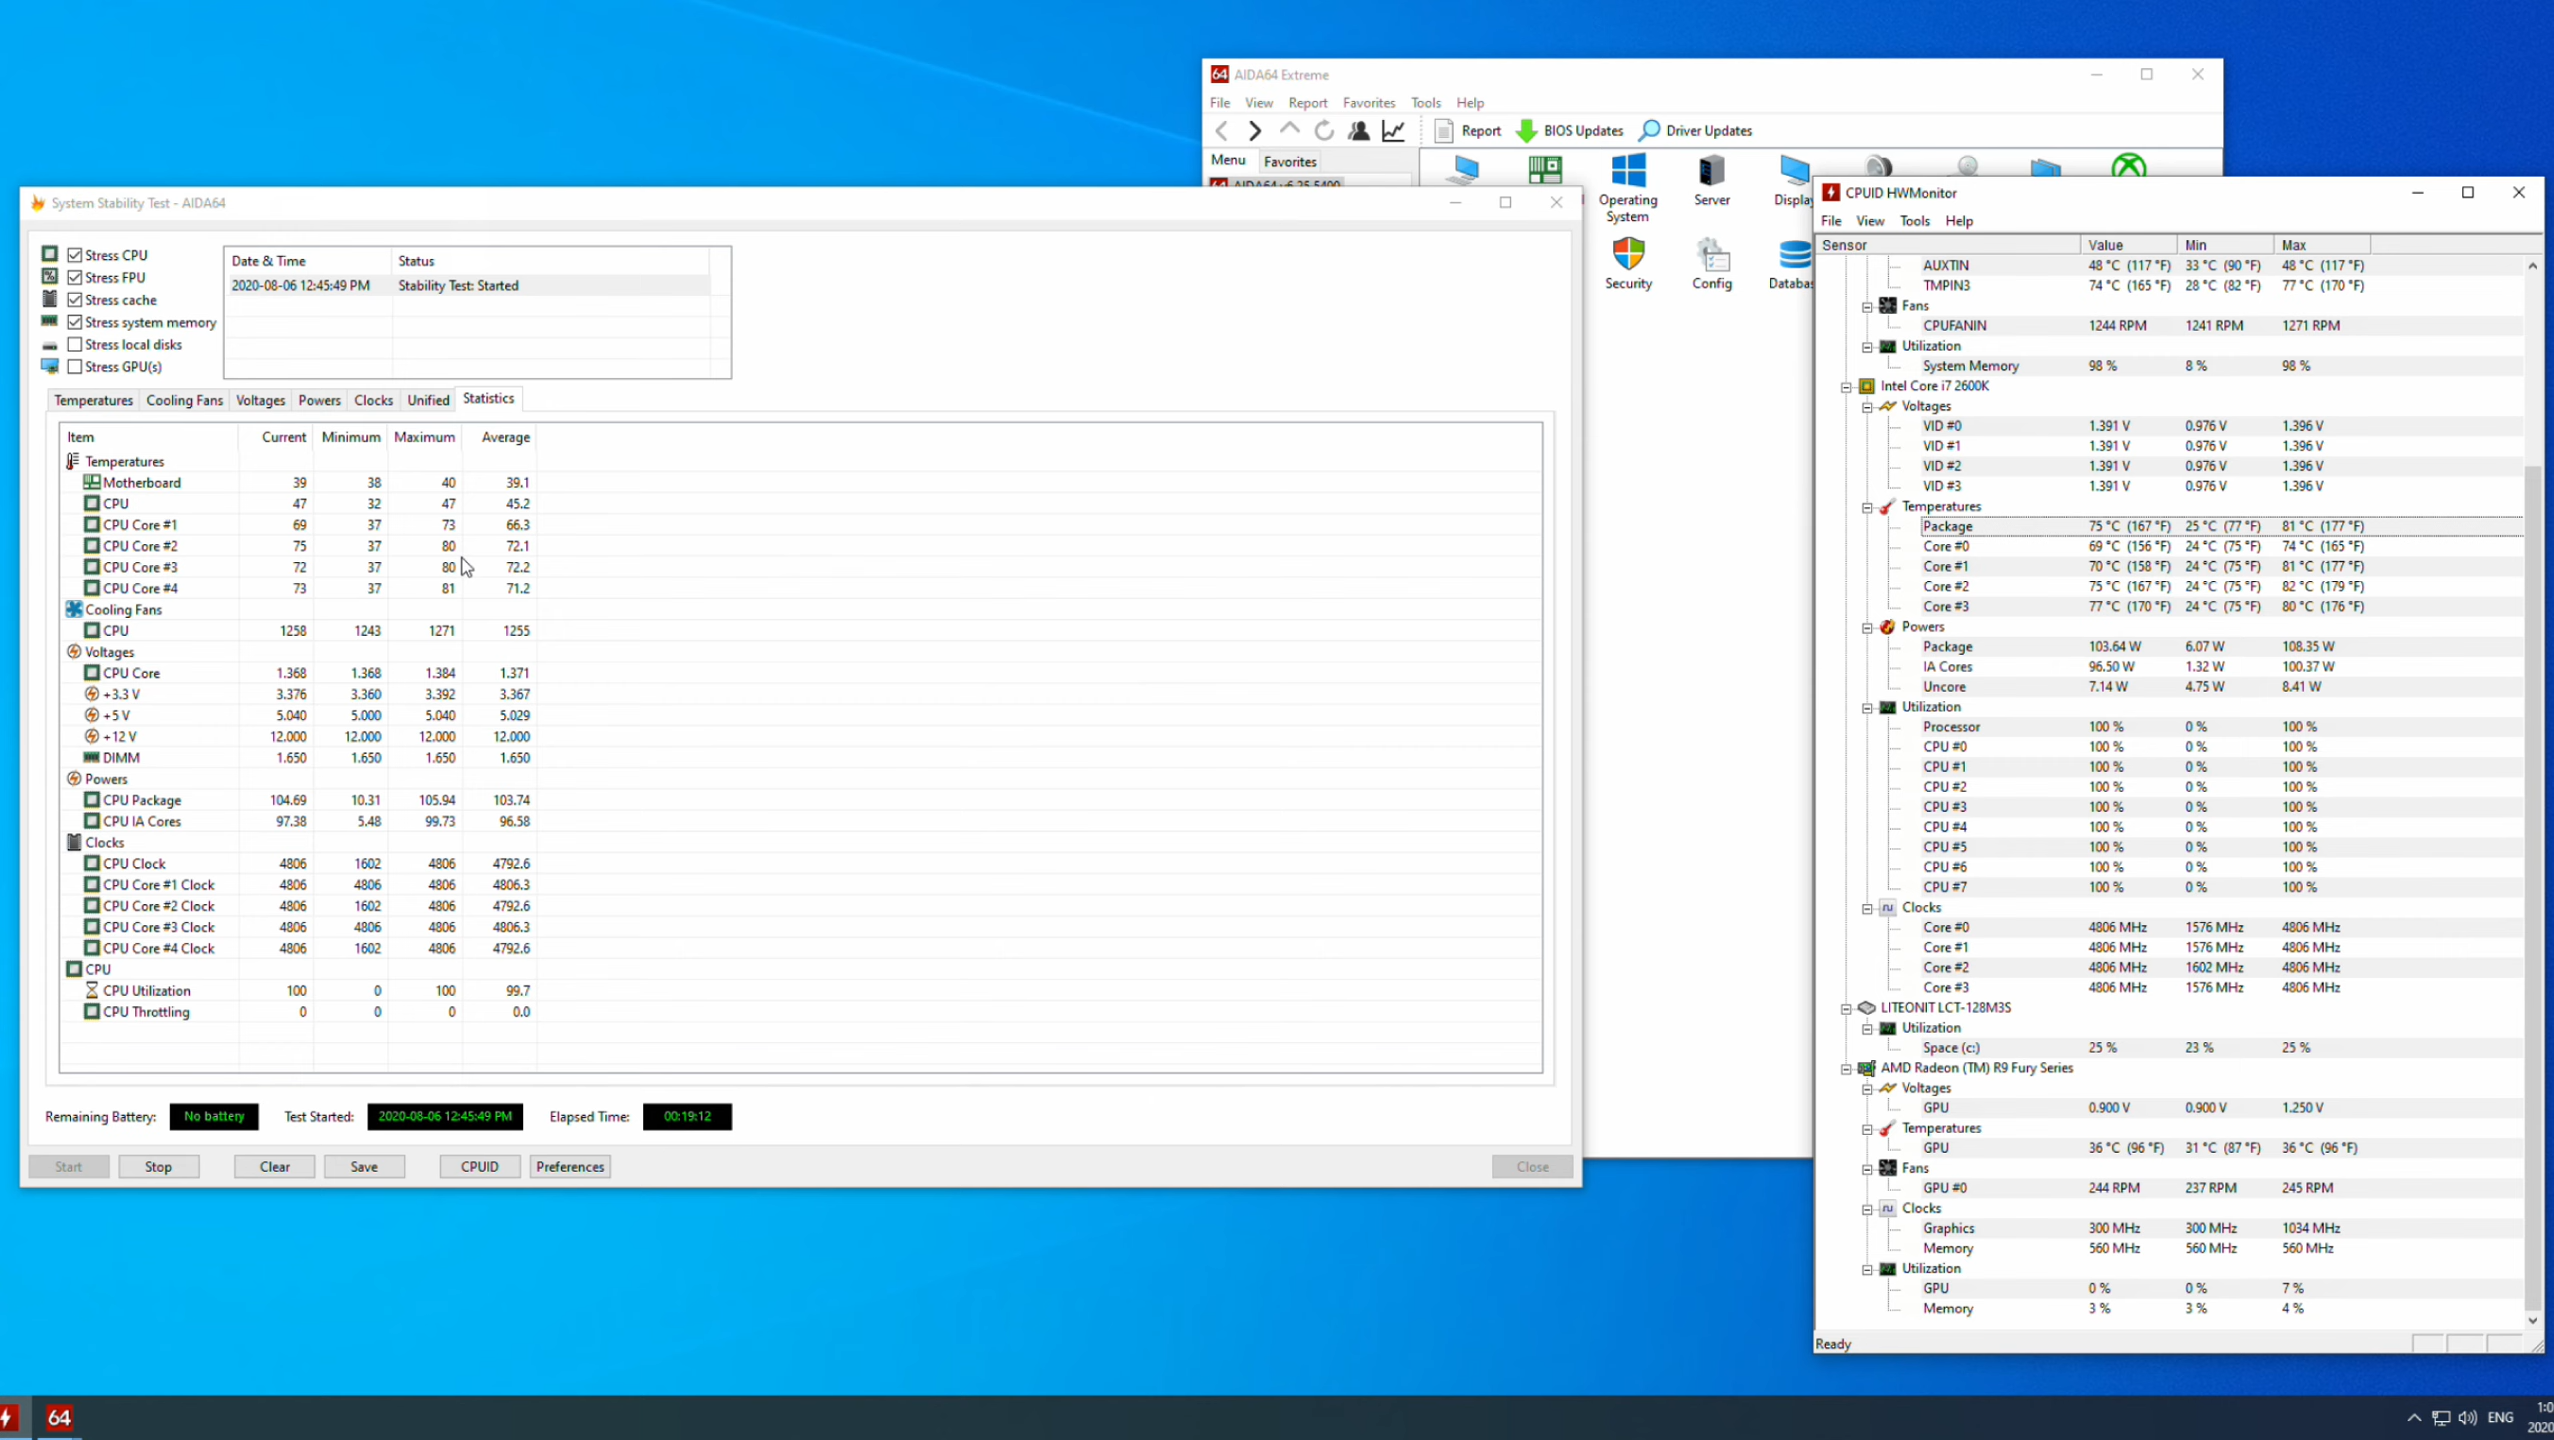 AIDA64 Extreme
File View Report Favorites Tools Help
Report BIOS Updates Driver Updates
Menu Favorites
Operating System
Server
Display
Security
Config
System Stability Test - AIDA64
Stress CPU
Stress FPU
Stress cache
Stress system memory
Stress local disks
Stress GPU(s)
Date & Time Status
2020-08-06 12:45:49 PM Stability Test: Started
Temperatures Cooling Fans Voltages Powers Clocks Unified Statistics
Item Current Minimum Maximum Average
Temperatures
Motherboard 39 38 40 39.1
CPU 47 32 47 45.2
CPU Core #1 69 37 73 66.3
CPU Core #2 75 37 80 72.1
CPU Core #3 72 37 80 72.2
CPU Core #4 73 37 81 71.2
Cooling Fans
CPU 1258 1243 1271 1255
Voltages
CPU Core 1.368 1.368 1.384 1.371
+3.3 V 3.376 3.360 3.392 3.367
+5 V 5.040 5.000 5.040 5.029
+12 V 12.000 12.000 12.000 12.000
DIMM 1.650 1.650 1.650 1.650
Powers
CPU Package 104.69 10.31 105.94 103.74
CPU IA Cores 97.38 5.48 99.73 96.58
Clocks
CPU Clock 4806 1602 4806 4792.6
CPU Core #1 Clock 4806 4806 4806 4806.3
CPU Core #2 Clock 4806 1602 4806 4792.6
CPU Core #3 Clock 4806 4806 4806 4806.3
CPU Core #4 Clock 4806 1602 4806 4792.6
CPU
CPU Utilization 100 0 100 99.7
CPU Throttling 0 0 0 0.0
Remaining Battery: No battery Test Started: 2020-08-06 12:45:49 PM Elapsed Time: 00:19:12
Start Stop Clear Save CPUID Preferences Close
CPUID HWMonitor
File View Tools Help
Sensor Value Min Max
AUXTIN 48 °C (117 °F) 33 °C (90 °F) 48 °C (117 °F)
TMPIN3 74 °C (165 °F) 28 °C (82 °F) 77 °C (170 °F)
Fans
CPUFANIN 1244 RPM 1241 RPM 1271 RPM
Utilization
System Memory 98 % 8 % 98 %
Intel Core i7 2600K
Voltages
VID #0 1.391 V 0.976 V 1.396 V
VID #1 1.391 V 0.976 V 1.396 V
VID #2 1.391 V 0.976 V 1.396 V
VID #3 1.391 V 0.976 V 1.396 V
Temperatures
Package 75 °C (167 °F) 25 °C (77 °F) 81 °C (177 °F)
Core #0 69 °C (156 °F) 24 °C (75 °F) 74 °C (165 °F)
Core #1 70 °C (158 °F) 24 °C (75 °F) 81 °C (177 °F)
Core #2 75 °C (167 °F) 24 °C (75 °F) 82 °C (179 °F)
Core #3 77 °C (170 °F) 24 °C (75 °F) 80 °C (176 °F)
Powers
Package 103.64 W 6.07 W 108.35 W
IA Cores 96.50 W 1.32 W 100.37 W
Uncore 7.14 W 4.75 W 8.41 W
Utilization
Processor 100 % 0 % 100 %
CPU #0 100 % 0 % 100 %
CPU #1 100 % 0 % 100 %
CPU #2 100 % 0 % 100 %
CPU #3 100 % 0 % 100 %
CPU #4 100 % 0 % 100 %
CPU #5 100 % 0 % 100 %
CPU #6 100 % 0 % 100 %
CPU #7 100 % 0 % 100 %
Clocks
Core #0 4806 MHz 1576 MHz 4806 MHz
Core #1 4806 MHz 1576 MHz 4806 MHz
Core #2 4806 MHz 1602 MHz 4806 MHz
Core #3 4806 MHz 1576 MHz 4806 MHz
LITEONIT LCT-128M3S
Utilization
Space (c:) 25 % 23 % 25 %
AMD Radeon (TM) R9 Fury Series
Voltages
GPU 0.900 V 0.900 V 1.250 V
Temperatures
GPU 36 °C (96 °F) 31 °C (87 °F) 36 °C (96 °F)
Fans
GPU #0 244 RPM 237 RPM 245 RPM
Clocks
Graphics 300 MHz 300 MHz 1034 MHz
Memory 560 MHz 560 MHz 560 MHz
Utilization
GPU 0 % 0 % 7 %
Memory 3 % 3 % 4 %
Ready
64
ENG